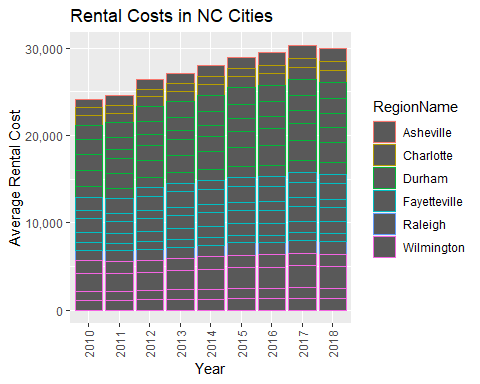 Rental Costs in NC Cities
30,000
20,000
10,000
0
Average Rental Cost
2010
2011
2012
2013
2014
2015
2016
2017
2018
Year
RegionName
Asheville
Charlotte
Durham
Fayetteville
Raleigh
Wilmington